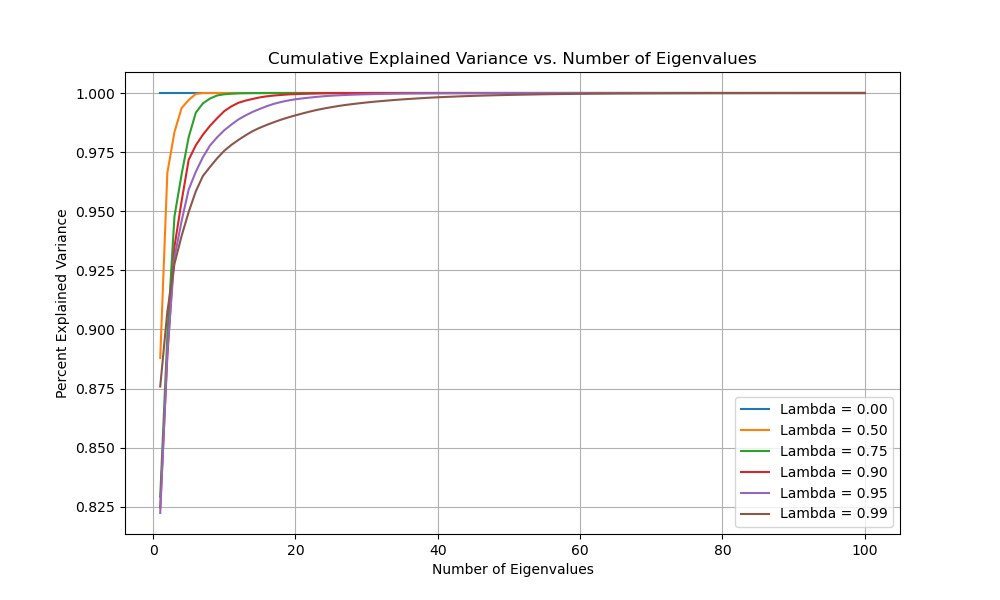 Cumulative Explained Variance vs. Number of Eigenvalues
Percent Explained Variance
1.000
0.975
0.950
0.925
0.900
0.875
0.850
0.825
Lambda = 0.00
Lambda = 0.50
Lambda = 0.75
Lambda = 0.90
Lambda = 0.95
Lambda = 0.99
0 20 40 60 80 100
Number of Eigenvalues